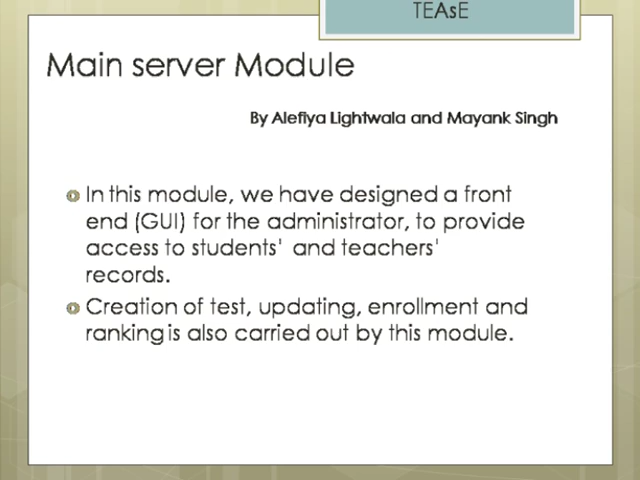 TEAsE
Main server Module
By Alefiya Lightwala and Mayank Singh
In this module, we have designed a front
end (GUI) for the administrator, to provide
access to students' and teachers'
records.
Creation of test, updating, enrollment and
ranking is also carried out by this module.